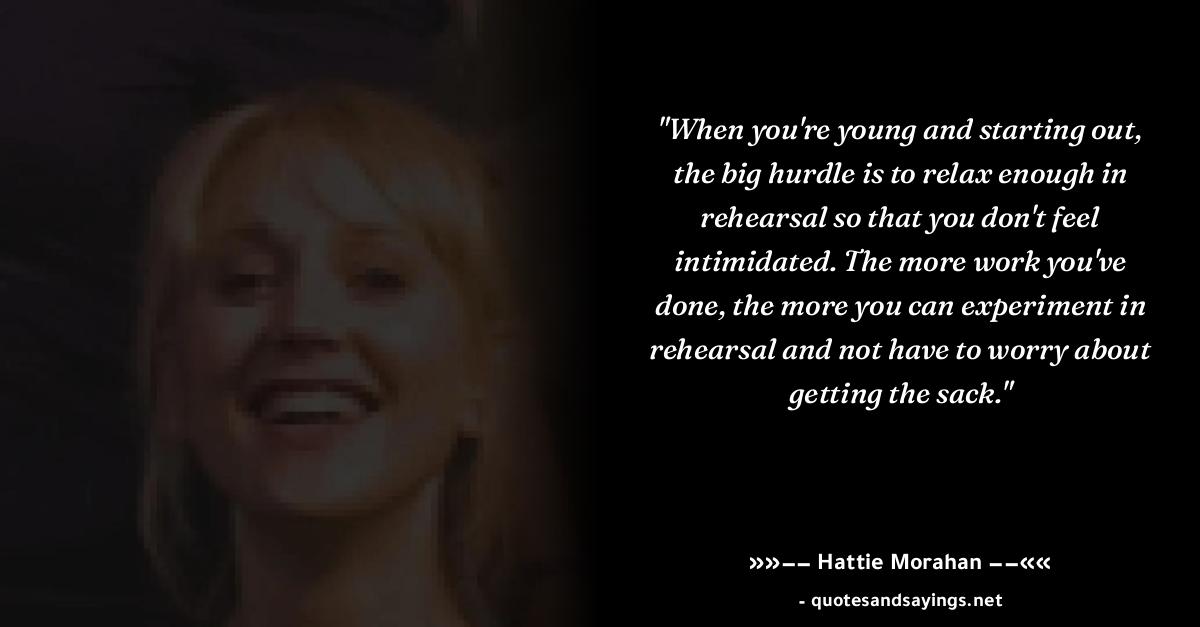 "When you're young and starting out,
the big hurdle is to relax enough in
rehearsal so that you don't feel
intimidated. The more work you've
done, the more you can experiment in
rehearsal and not have to worry about
getting the sack."
»»−− Hattie Morahan −−««
- quotesandsayings.net